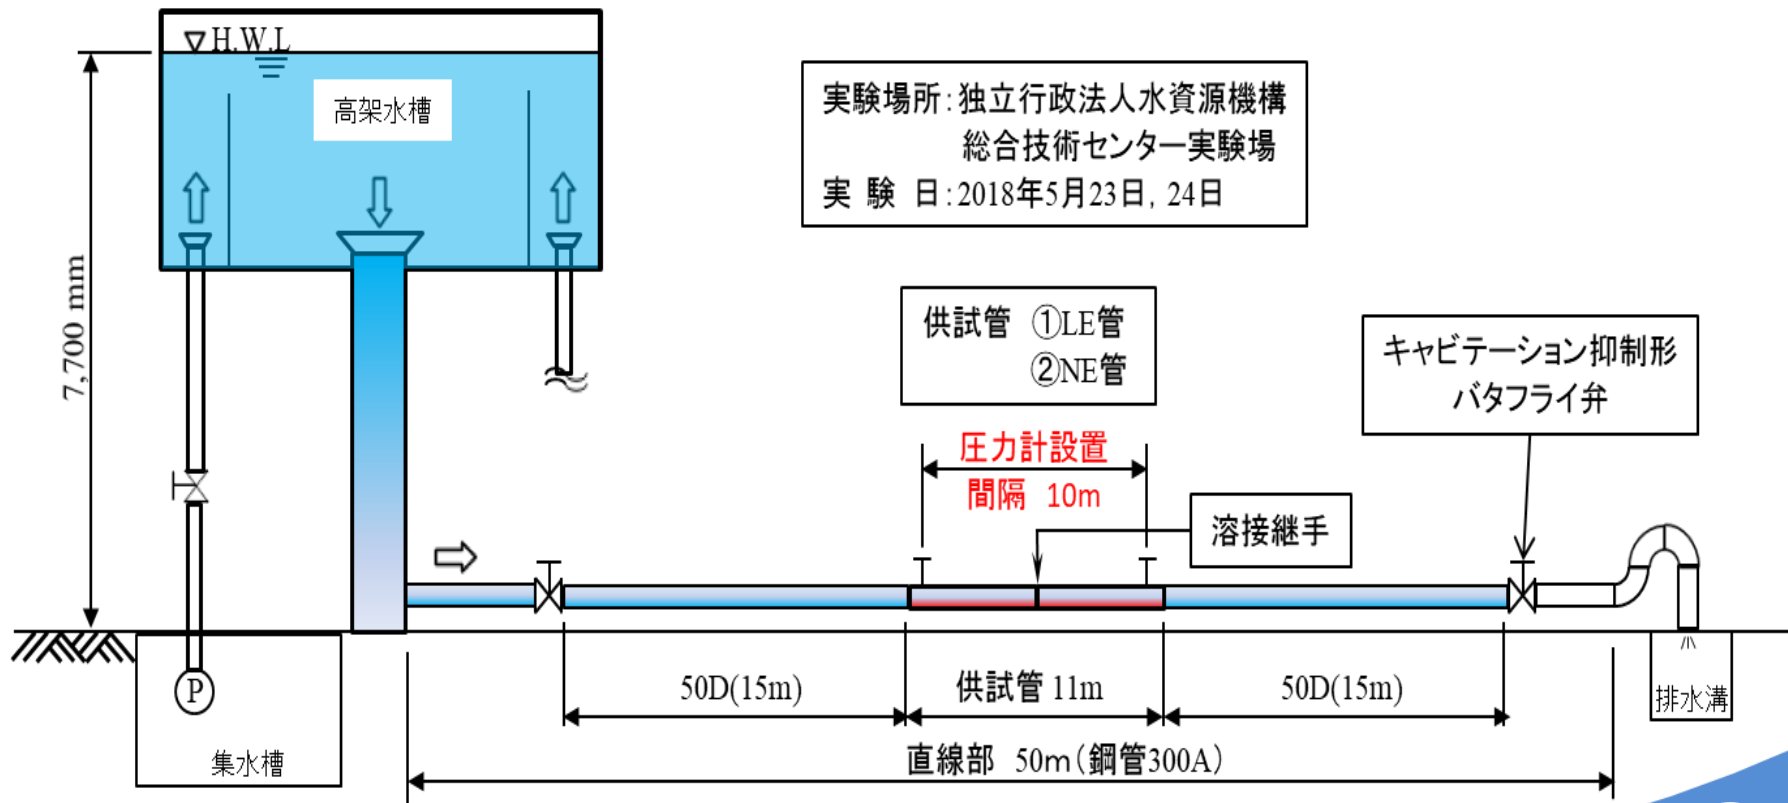 H.W.L
高架水槽
7,700 mm
実験場所:独立行政法人水資源機構
総合技術センター実験場
実 験 日:2018年5月23日, 24日
供試管 ①LE管
②NE管
キャビテーション抑制形
バタフライ弁
圧力計設置
間隔 10m
溶接継手
P
集水槽
50D(15m)
供試管 11m
50D(15m)
排水溝
直線部 50m(鋼管300A)